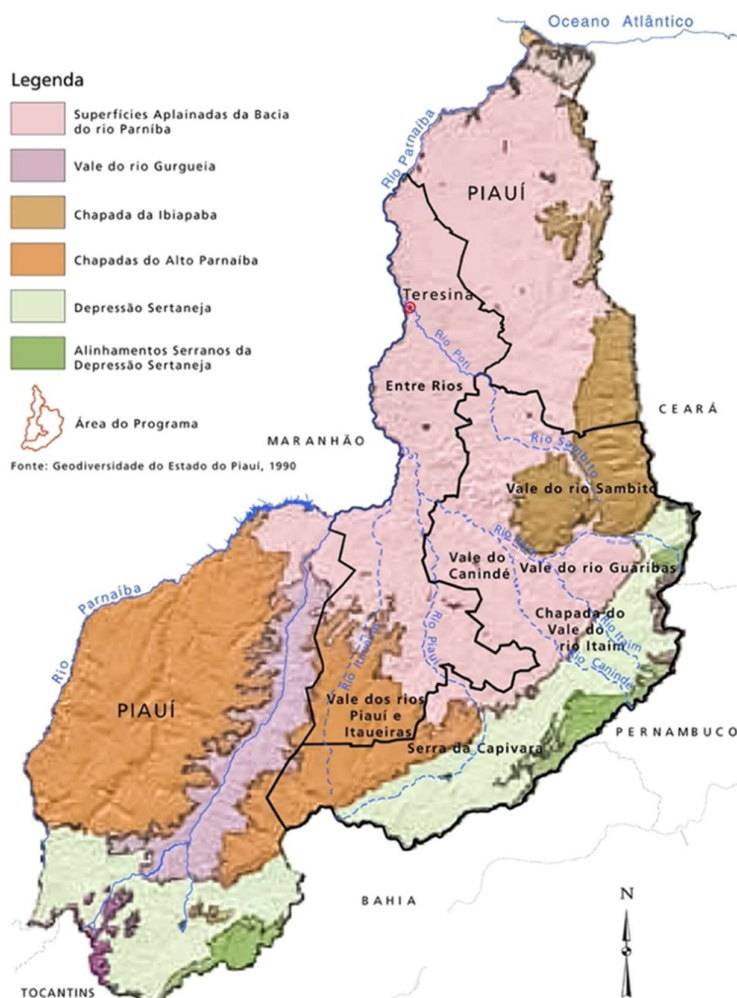 Oceano Atlântico
Legenda
Superfícies Aplainadas da Bacia
do rio Parníba
Vale do rio Gurgueia
Chapada da Ibiapaba
Chapadas do Alto Parnaíba
Depressão Sertaneja
Alinhamentos Serranos da
Depressão Sertaneja
Área do Programa
Fonte: Geodiversidade do Estado do Piauí, 1990
Rio Parnaíba
PIAUÍ
Teresina
Rio Poti
Entre Rios
CEARÁ
MARANHÃO
Rio Sambito
Vale do rio Sambito
Vale do
Canindé
Vale do rio Guaribas
Chapada do
Vale do
rio Itaim
Rio Itaim
Rio Canindé
Rio Piauí
Rio Parnaíba
PIAUÍ
Vale dos rios
Piauí e
Itaueiras
Serra da Capivara
PERNAMBUCO
BAHIA
N
TOCANTINS